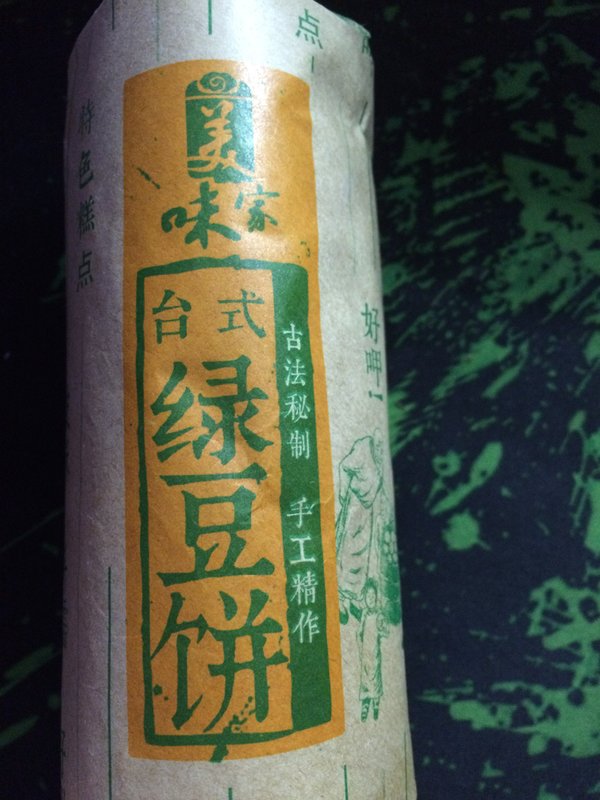 特色糕点
点
美
味家
台式
绿豆饼
古法秘制 手工精作
好呷